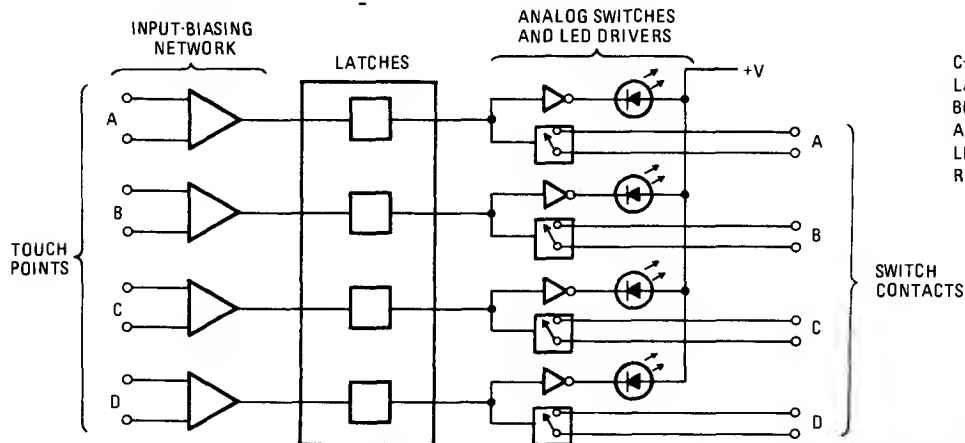 INPUT-BIASING
NETWORK
LATCHES
ANALOG SWITCHES
AND LED DRIVERS
+V
A
B
C
D
TOUCH
POINTS
A
B
C
D
SWITCH
CONTACTS